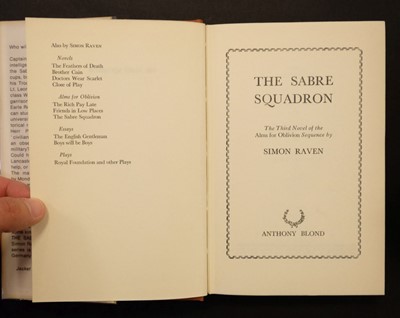 Also by SIMON RAVEN
Novels
The Feathers of Death
Brother Cain
Doctors Wear Scarlet
Close of Play
Alms for Oblivion
The Rich Pay Late
Friends in Low Places
The Sabre Squadron
Essays
The English Gentleman
Boys will be Boys
Plays
Royal Foundation and other Plays
THE SABRE
SQUADRON
The Third Novel of the
Alms for Oblivion Sequence by
SIMON RAVEN
ANTHONY BLOND